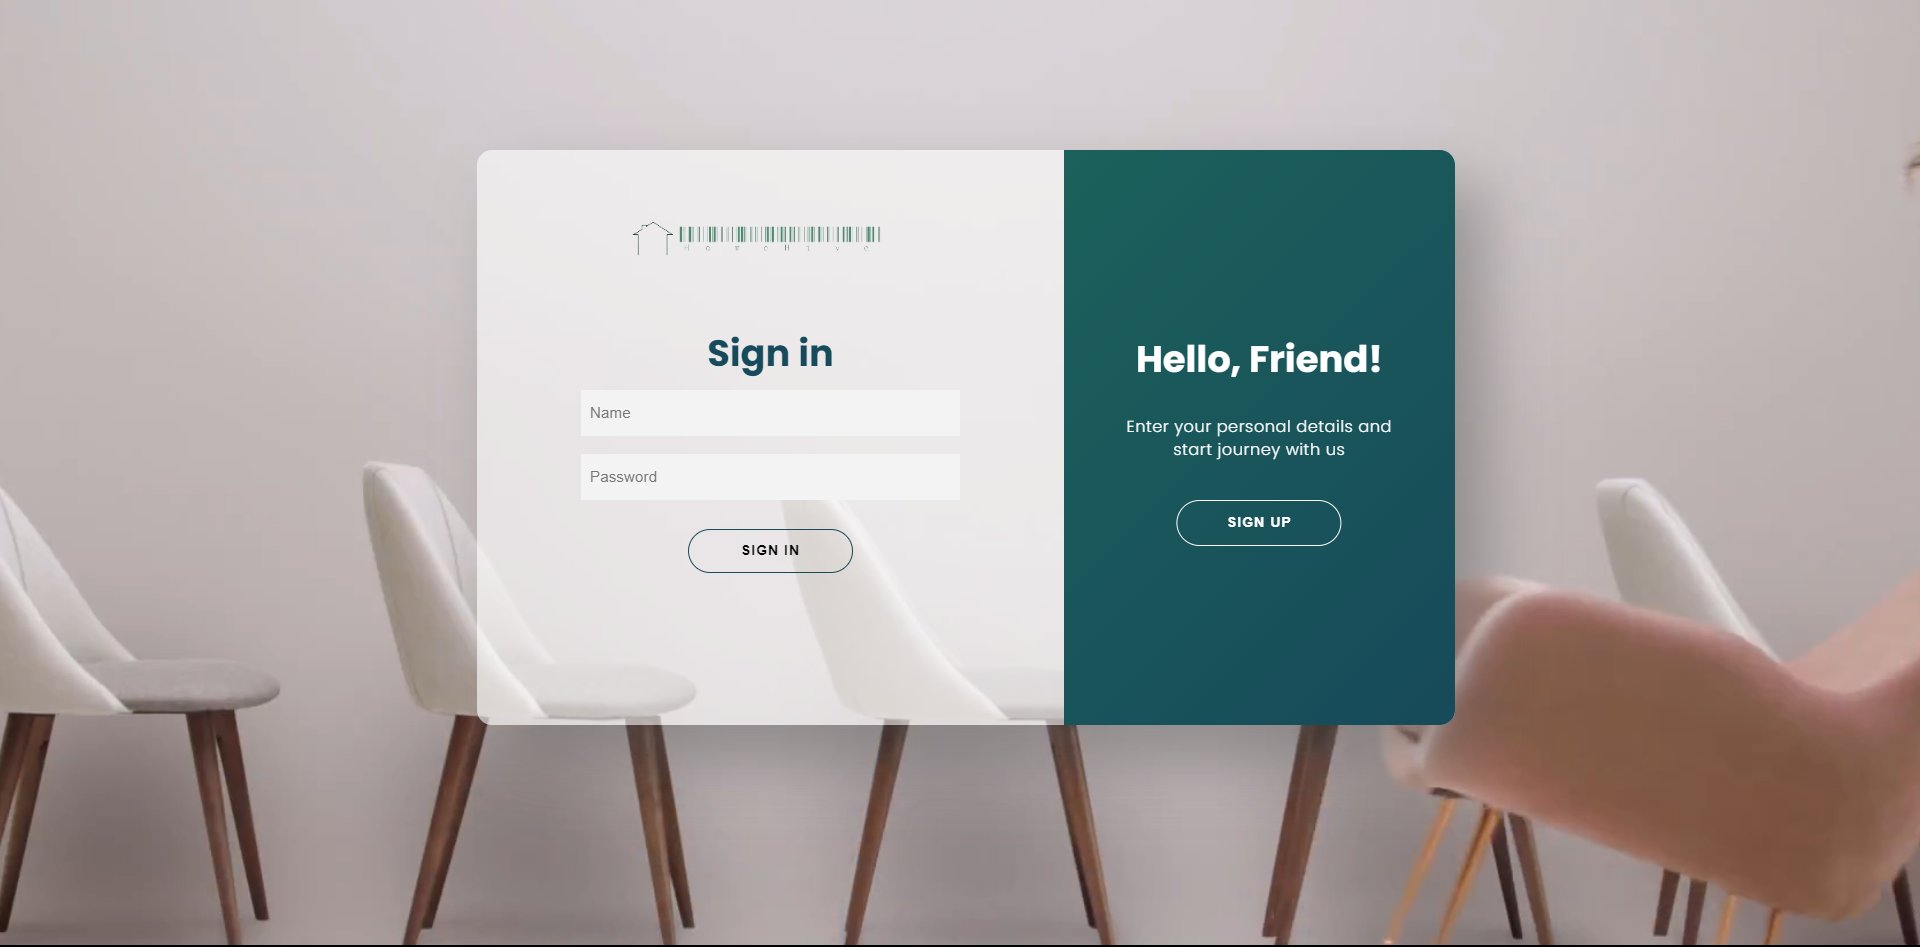 Sign in
Name
Password
SIGN IN
Hello, Friend!
Enter your personal details and
start journey with us
SIGN UP